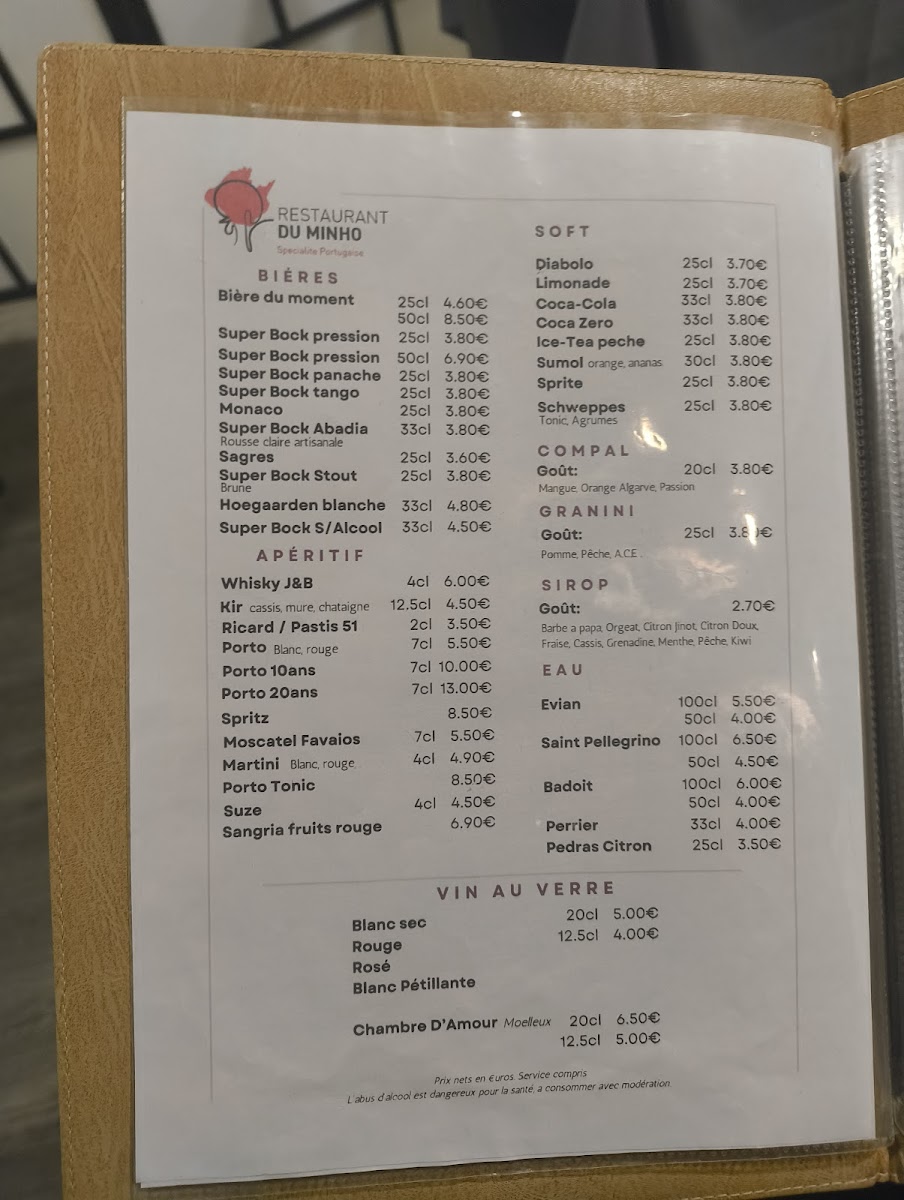 RESTAURANT
DU MINHO
Specialite Portugaise
BIÉRES
Bière du moment 25cl 4.60€
50cl 8.50€
Super Bock pression 25cl 3.80€
Super Bock pression 50cl 6.90€
Super Bock panache 25cl 3.80€
Super Bock tango 25cl 3.80€
Monaco 25cl 3.80€
Super Bock Abadia 33cl 3.80€
Rousse claire artisanale
Sagres 25cl 3.60€
Super Bock Stout 25cl 3.80€
Brune
Hoegaarden blanche 33cl 4.80€
Super Bock S/Alcool 33cl 4.50€
APÉRITIF
Whisky J&B 4cl 6.00€
Kir cassis, mure, chataigne 12.5cl 4.50€
Ricard / Pastis 51 2cl 3.50€
Porto Blanc, rouge 7cl 5.50€
Porto 10ans 7cl 10.00€
Porto 20ans 7cl 13.00€
Spritz 8.50€
Moscatel Favaios 7cl 5.50€
Martini Blanc, rouge 4cl 4.90€
Porto Tonic 8.50€
Suze 4cl 4.50€
Sangria fruits rouge 6.90€
SOFT
Diabolo 25cl 3.70€
Limonade 25cl 3.70€
Coca-Cola 33cl 3.80€
Coca Zero 33cl 3.80€
Ice-Tea peche 25cl 3.80€
Sumol orange, ananas 30cl 3.80€
Sprite 25cl 3.80€
Schweppes 25cl 3.80€
Tonic, Agrumes
COMPAL
Goût: 20cl 3.80€
Mangue, Orange Algarve, Passion
GRANINI
Goût: 25cl
Pomme, Pêche, A.C.E .
SIROP
Goût: 2.70€
Barbe a papa, Orgeat, Citron Jinot, Citron Doux,
Fraise, Cassis, Grenadine, Menthe, Pêche, Kiwi
EAU
Evian 100cl 5.50€
50cl 4.00€
Saint Pellegrino 100cl 6.50€
50cl 4.50€
Badoit 100cl 6.00€
50cl 4.00€
Perrier 33cl 4.00€
Pedras Citron 25cl 3.50€
VIN AU VERRE
Blanc sec 20cl 5.00€
Rouge 12.5cl 4.00€
Rosé
Blanc Pétillante
Chambre D'Amour Moelleux 20cl 6.50€
12.5cl 5.00€
Prix nets en €uros. Service compris
L'abus d'alcool est dangereux pour la santé, a consommer avec modération.